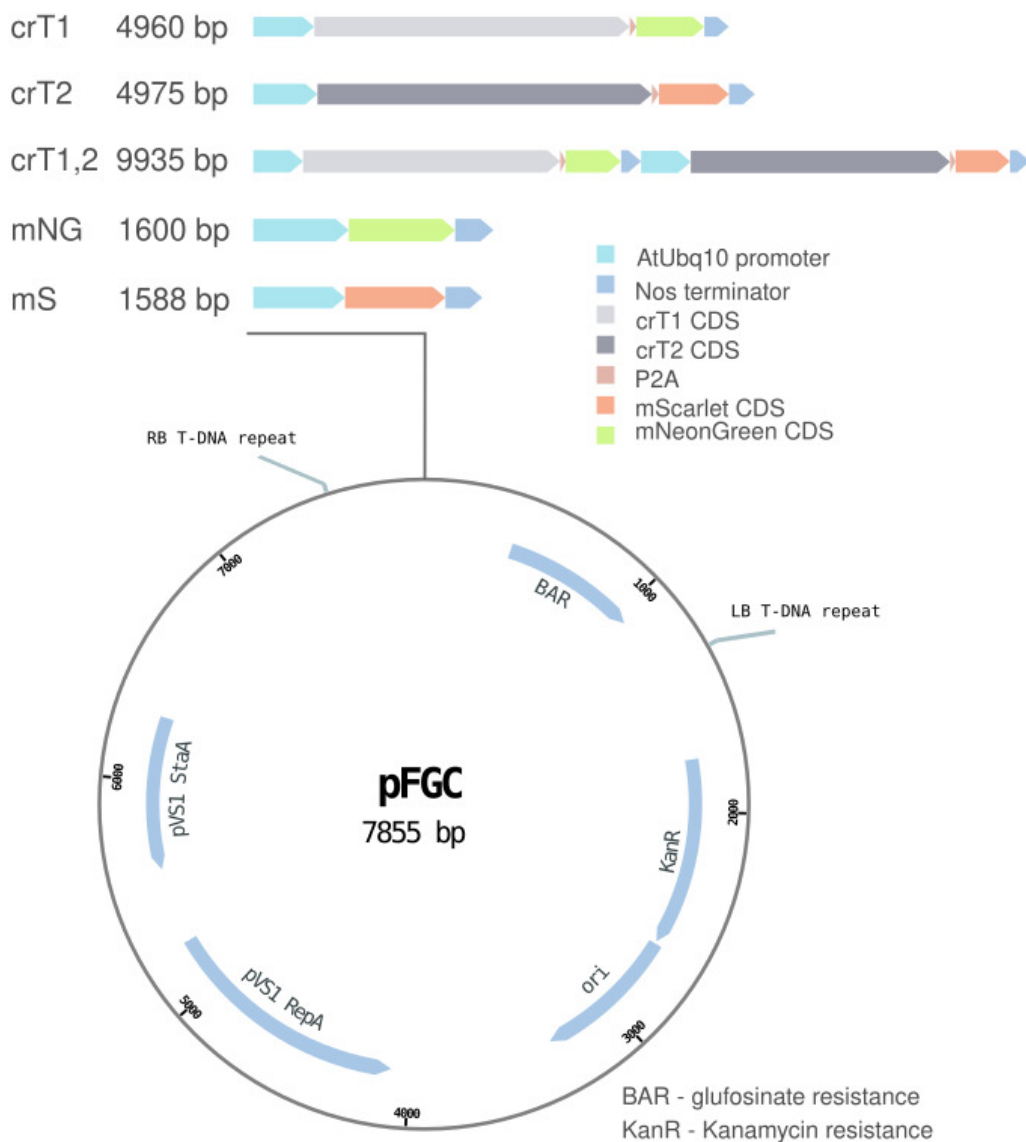 crT1 4960 bp
crT2 4975 bp
crT1,2 9935 bp
mNG 1600 bp
mS 1588 bp
AtUbq10 promoter
Nos terminator
crT1 CDS
crT2 CDS
P2A
mScarlet CDS
mNeonGreen CDS
RB T-DNA repeat
7000
BAR
1000
LB T-DNA repeat
6000
pVS1 StaA
pFGC
7855 bp
2000
KanR
ori
pVS1 RepA
5000
3000
4000
BAR - glufosinate resistance
KanR - Kanamycin resistance